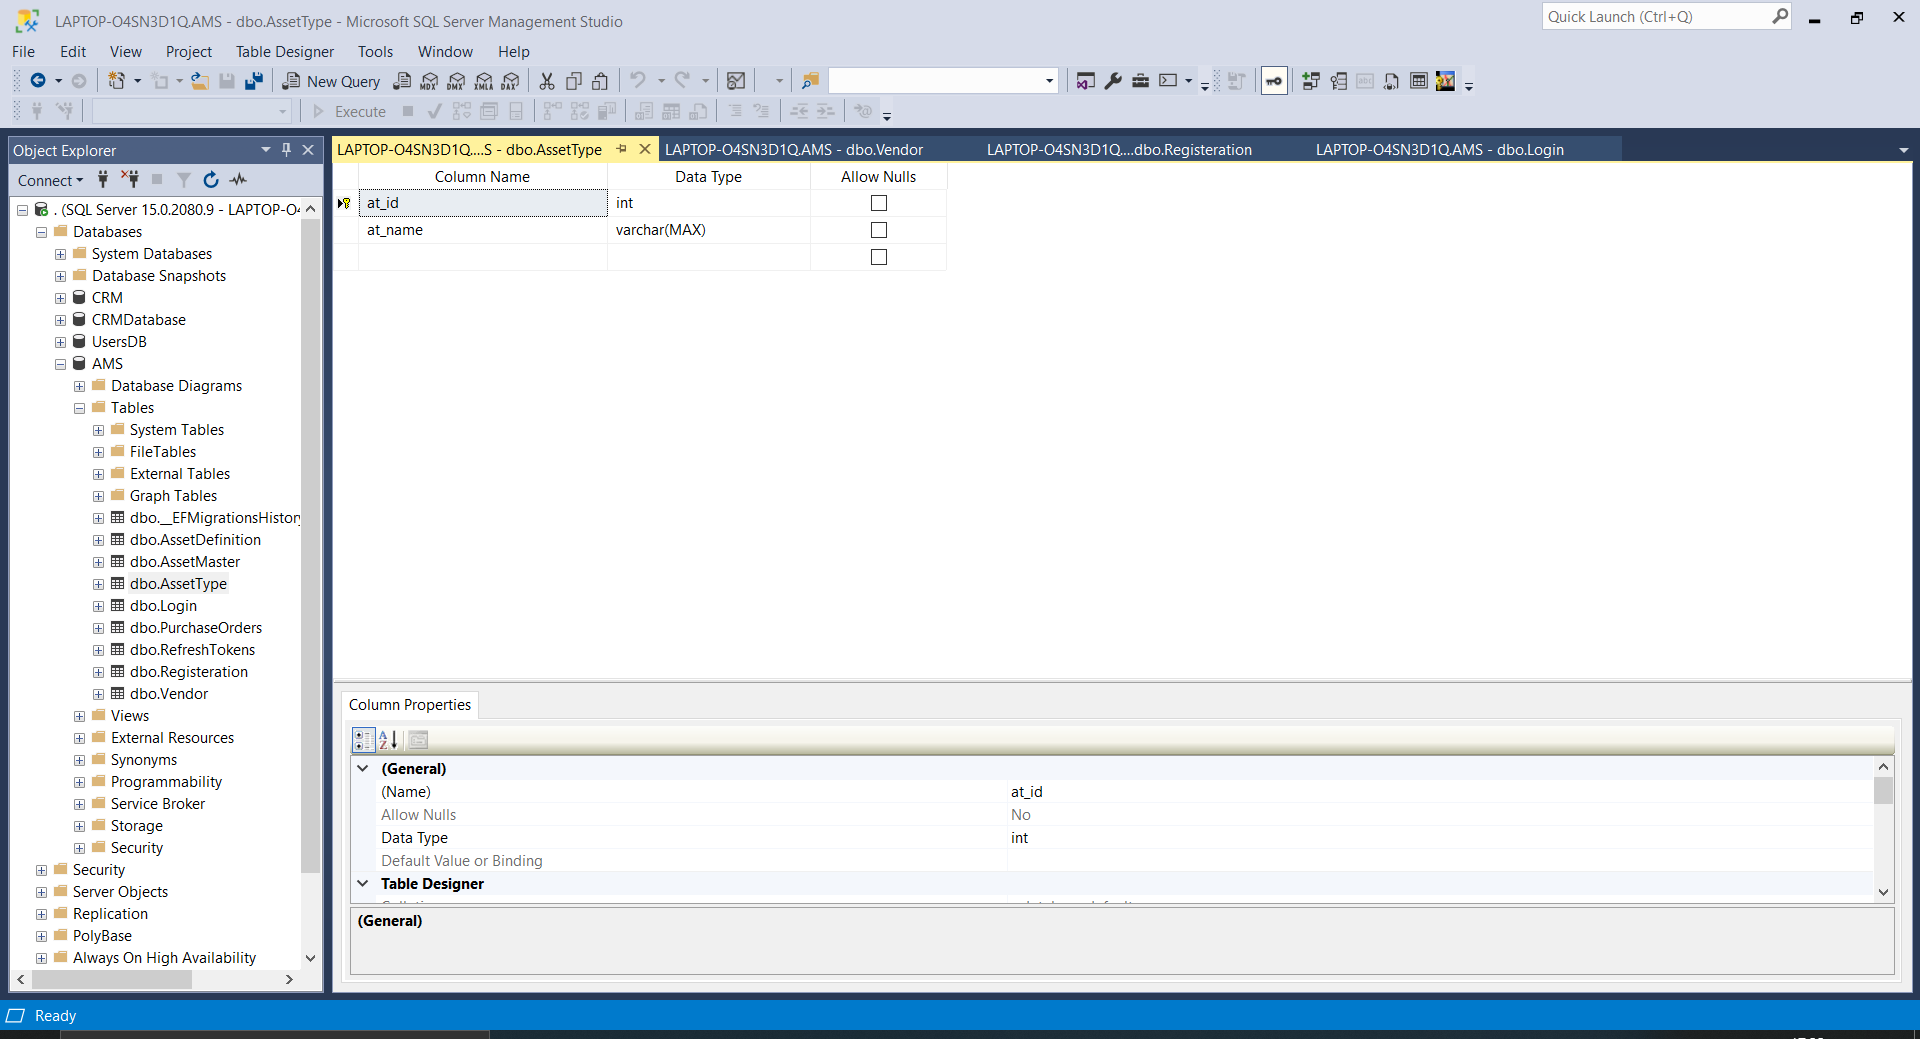 LAPTOP-O4SN3D1Q.AMS - dbo.AssetType - Microsoft SQL Server Management Studio
Quick Launch (Ctrl+Q)
File Edit View Project Table Designer Tools Window Help
New Query MDX DMX XMLA DAX
Execute
Object Explorer
Connect
. (SQL Server 15.0.2080.9 - LAPTOP-O4
Databases
System Databases
Database Snapshots
CRM
CRMDatabase
UsersDB
AMS
Database Diagrams
Tables
System Tables
FileTables
External Tables
Graph Tables
dbo.__EFMigrationsHistory
dbo.AssetDefinition
dbo.AssetMaster
dbo.AssetType
dbo.Login
dbo.PurchaseOrders
dbo.RefreshTokens
dbo.Registeration
dbo.Vendor
Views
External Resources
Synonyms
Programmability
Service Broker
Storage
Security
Security
Server Objects
Replication
PolyBase
Always On High Availability
LAPTOP-O4SN3D1Q....S - dbo.AssetType LAPTOP-O4SN3D1Q.AMS - dbo.Vendor LAPTOP-O4SN3D1Q....dbo.Registeration LAPTOP-O4SN3D1Q.AMS - dbo.Login
Column Name Data Type Allow Nulls
at_id int
at_name varchar(MAX)
Column Properties
(General)
(Name) at_id
Allow Nulls No
Data Type int
Default Value or Binding
Table Designer
(General)
Ready